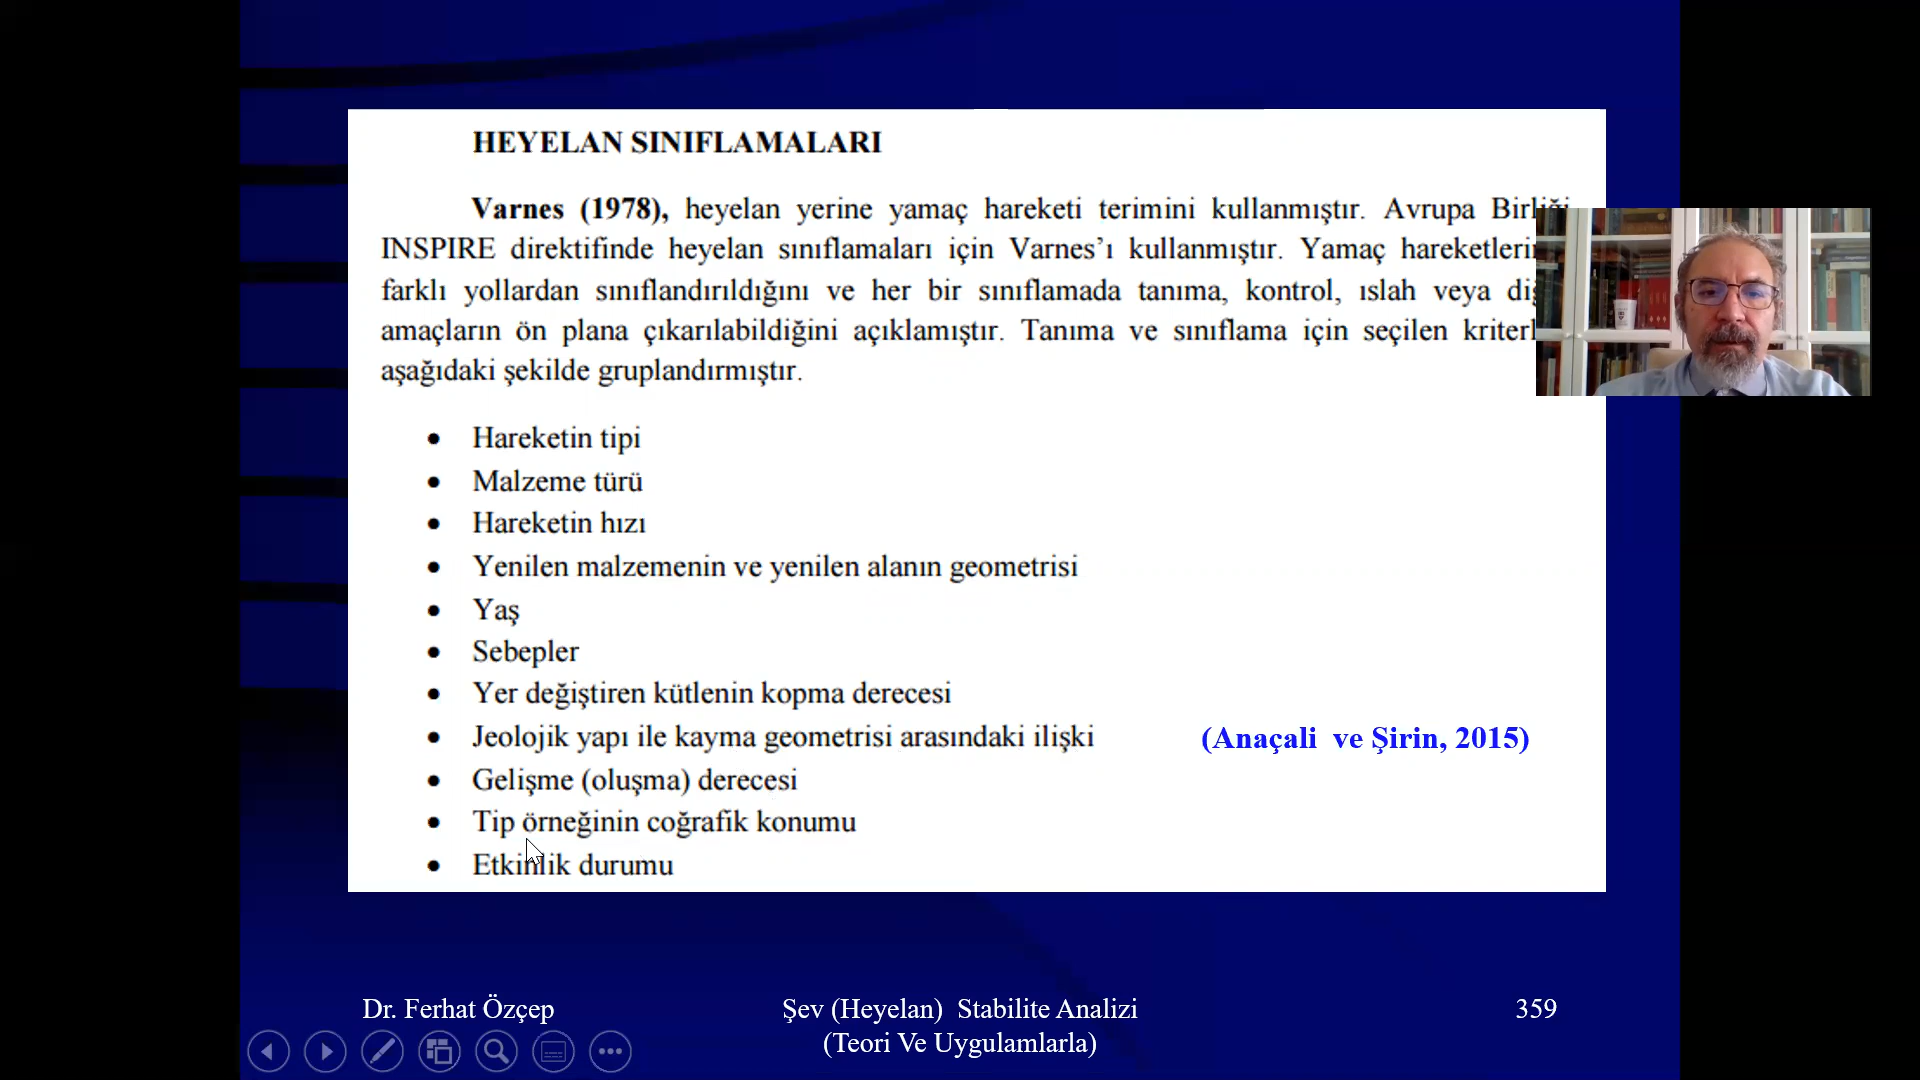 HEYELAN SINIFLAMALARI
Varnes (1978), heyelan yerine yamaç hareketi terimini kullanmıştır. Avrupa Birliği
INSPIRE direktifinde heyelan sınıflamaları için Varnes’ı kullanmıştır. Yamaç
farklı yollardan sınıflandırıldığını ve her bir sınıflamada tanıma, kontrol, ıslah veya
amaçların ön plana çıkarılabildiğini açıklamıştır. Tanıma ve sınıflama için seçilen
aşağıdaki şekilde gruplandırmıştır.
• Hareketin tipi
• Malzeme türü
• Hareketin hızı
• Yenilen malzemenin ve yenilen alanın geometrisi
• Yaş
• Sebepler
• Yer değiştiren kütlenin kopma derecesi
• Jeolojik yapı ile kayma geometrisi arasındaki ilişki
(Anaçali ve Şirin, 2015)
• Gelişme (oluşma) derecesi
• Tip örneğinin coğrafik konumu
• Etkinlik durumu
Dr. Ferhat Özçep
Şev (Heyelan) Stabilite Analizi
(Teori Ve Uygulamlarla)
359